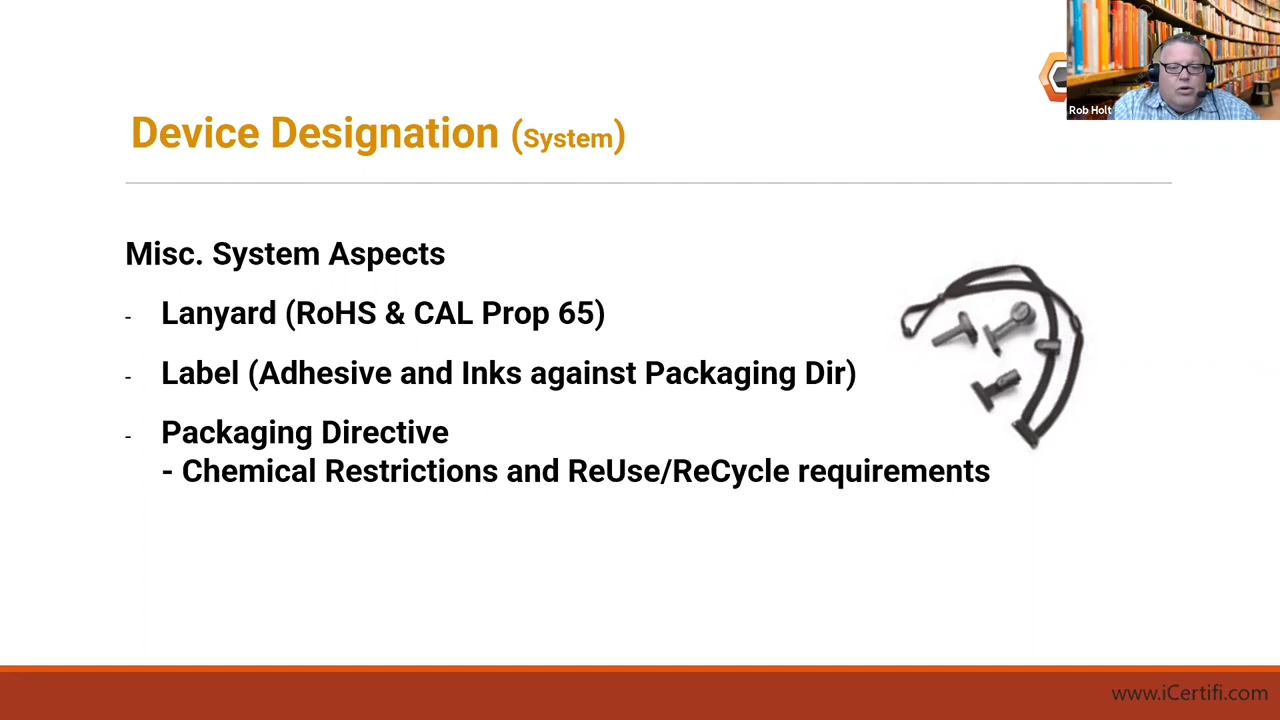 Rob Holt
Device Designation (System)
Misc. System Aspects
- Lanyard (RoHS & CAL Prop 65)
- Label (Adhesive and Inks against Packaging Dir)
- Packaging Directive
- Chemical Restrictions and ReUse/ReCycle requirements
www.iCertifi.com